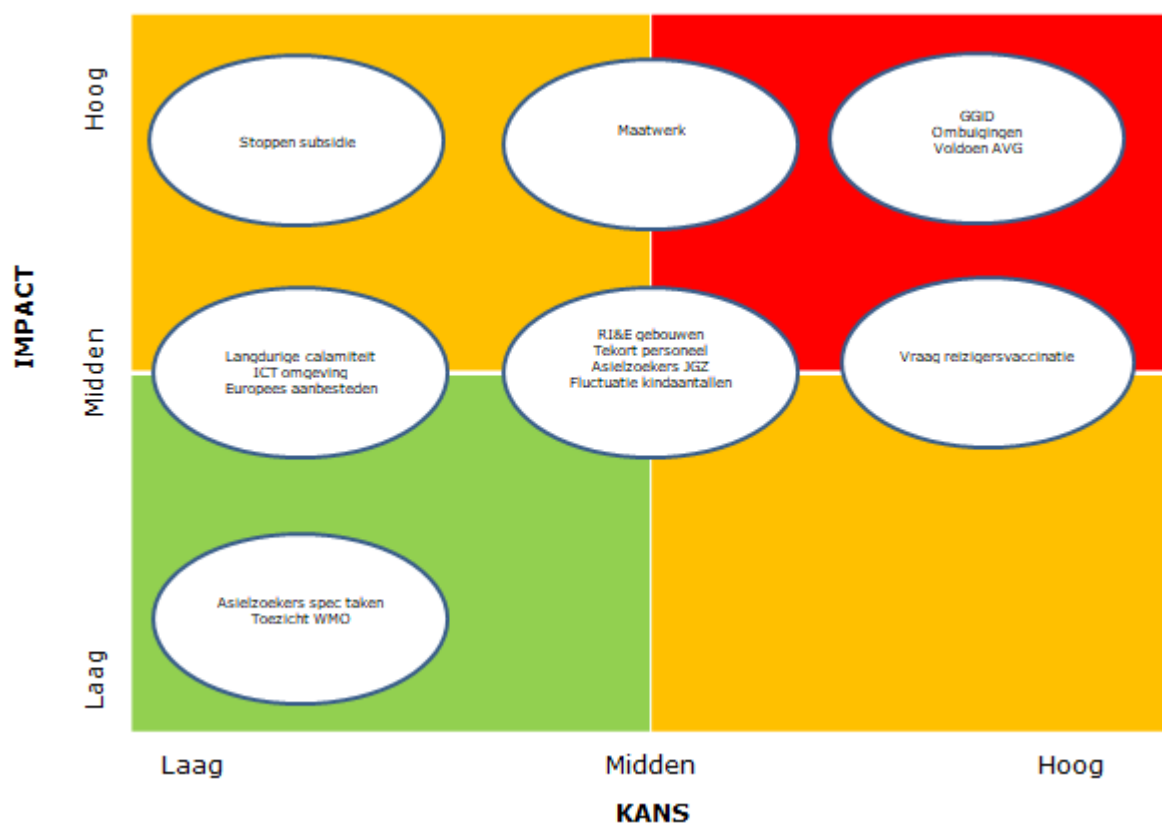 Hoog
Stoppen subsidie
Maatwerk
GGiD
Ombuigingen
Voldoen AVG
IMPACT
Midden
Langdurige calamiteit
ICT omgeving
Europees aanbesteden
RI&E gebouwen
Tekort personeel
Asielzoekers JGZ
Fluctuatie kindaantallen
Vraag reizigersvaccinatie
Laag
Asielzoekers spec taken
Toezicht WMO
Laag
Midden
Hoog
KANS